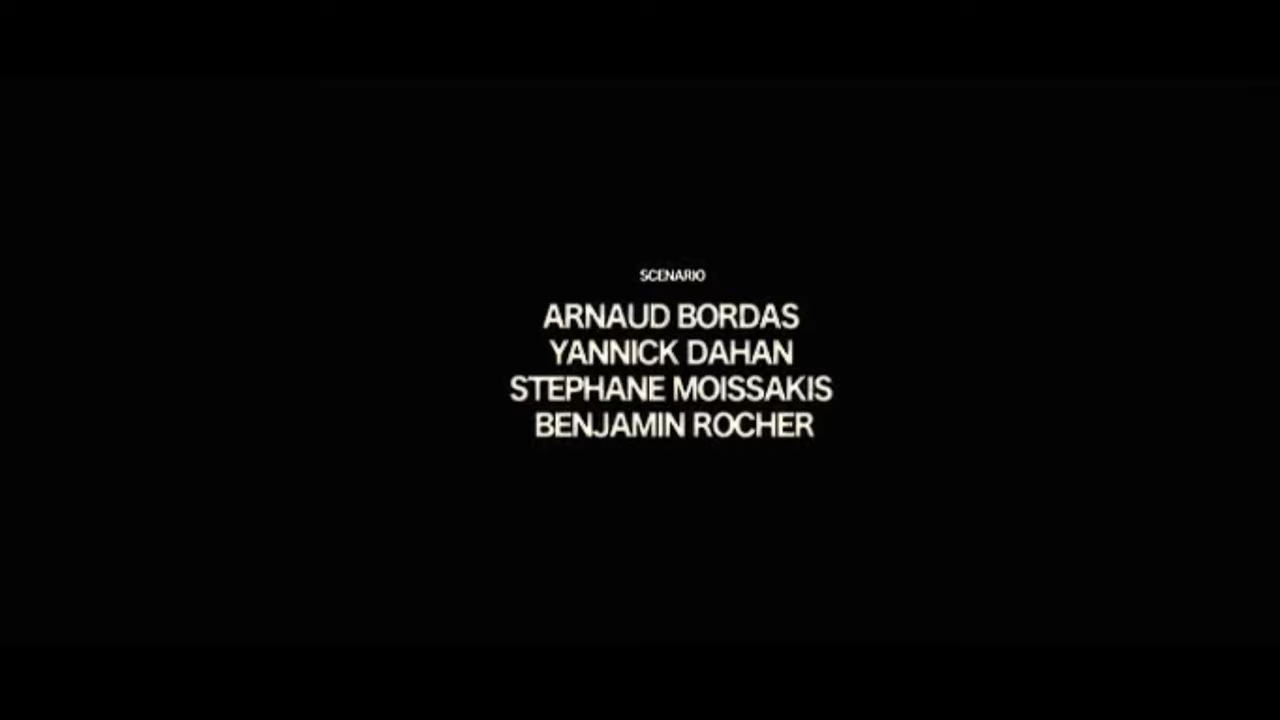 SCENARIO
ARNAUD BORDAS
YANNICK DAHAN
STEPHANE MOISSAKIS
BENJAMIN ROCHER